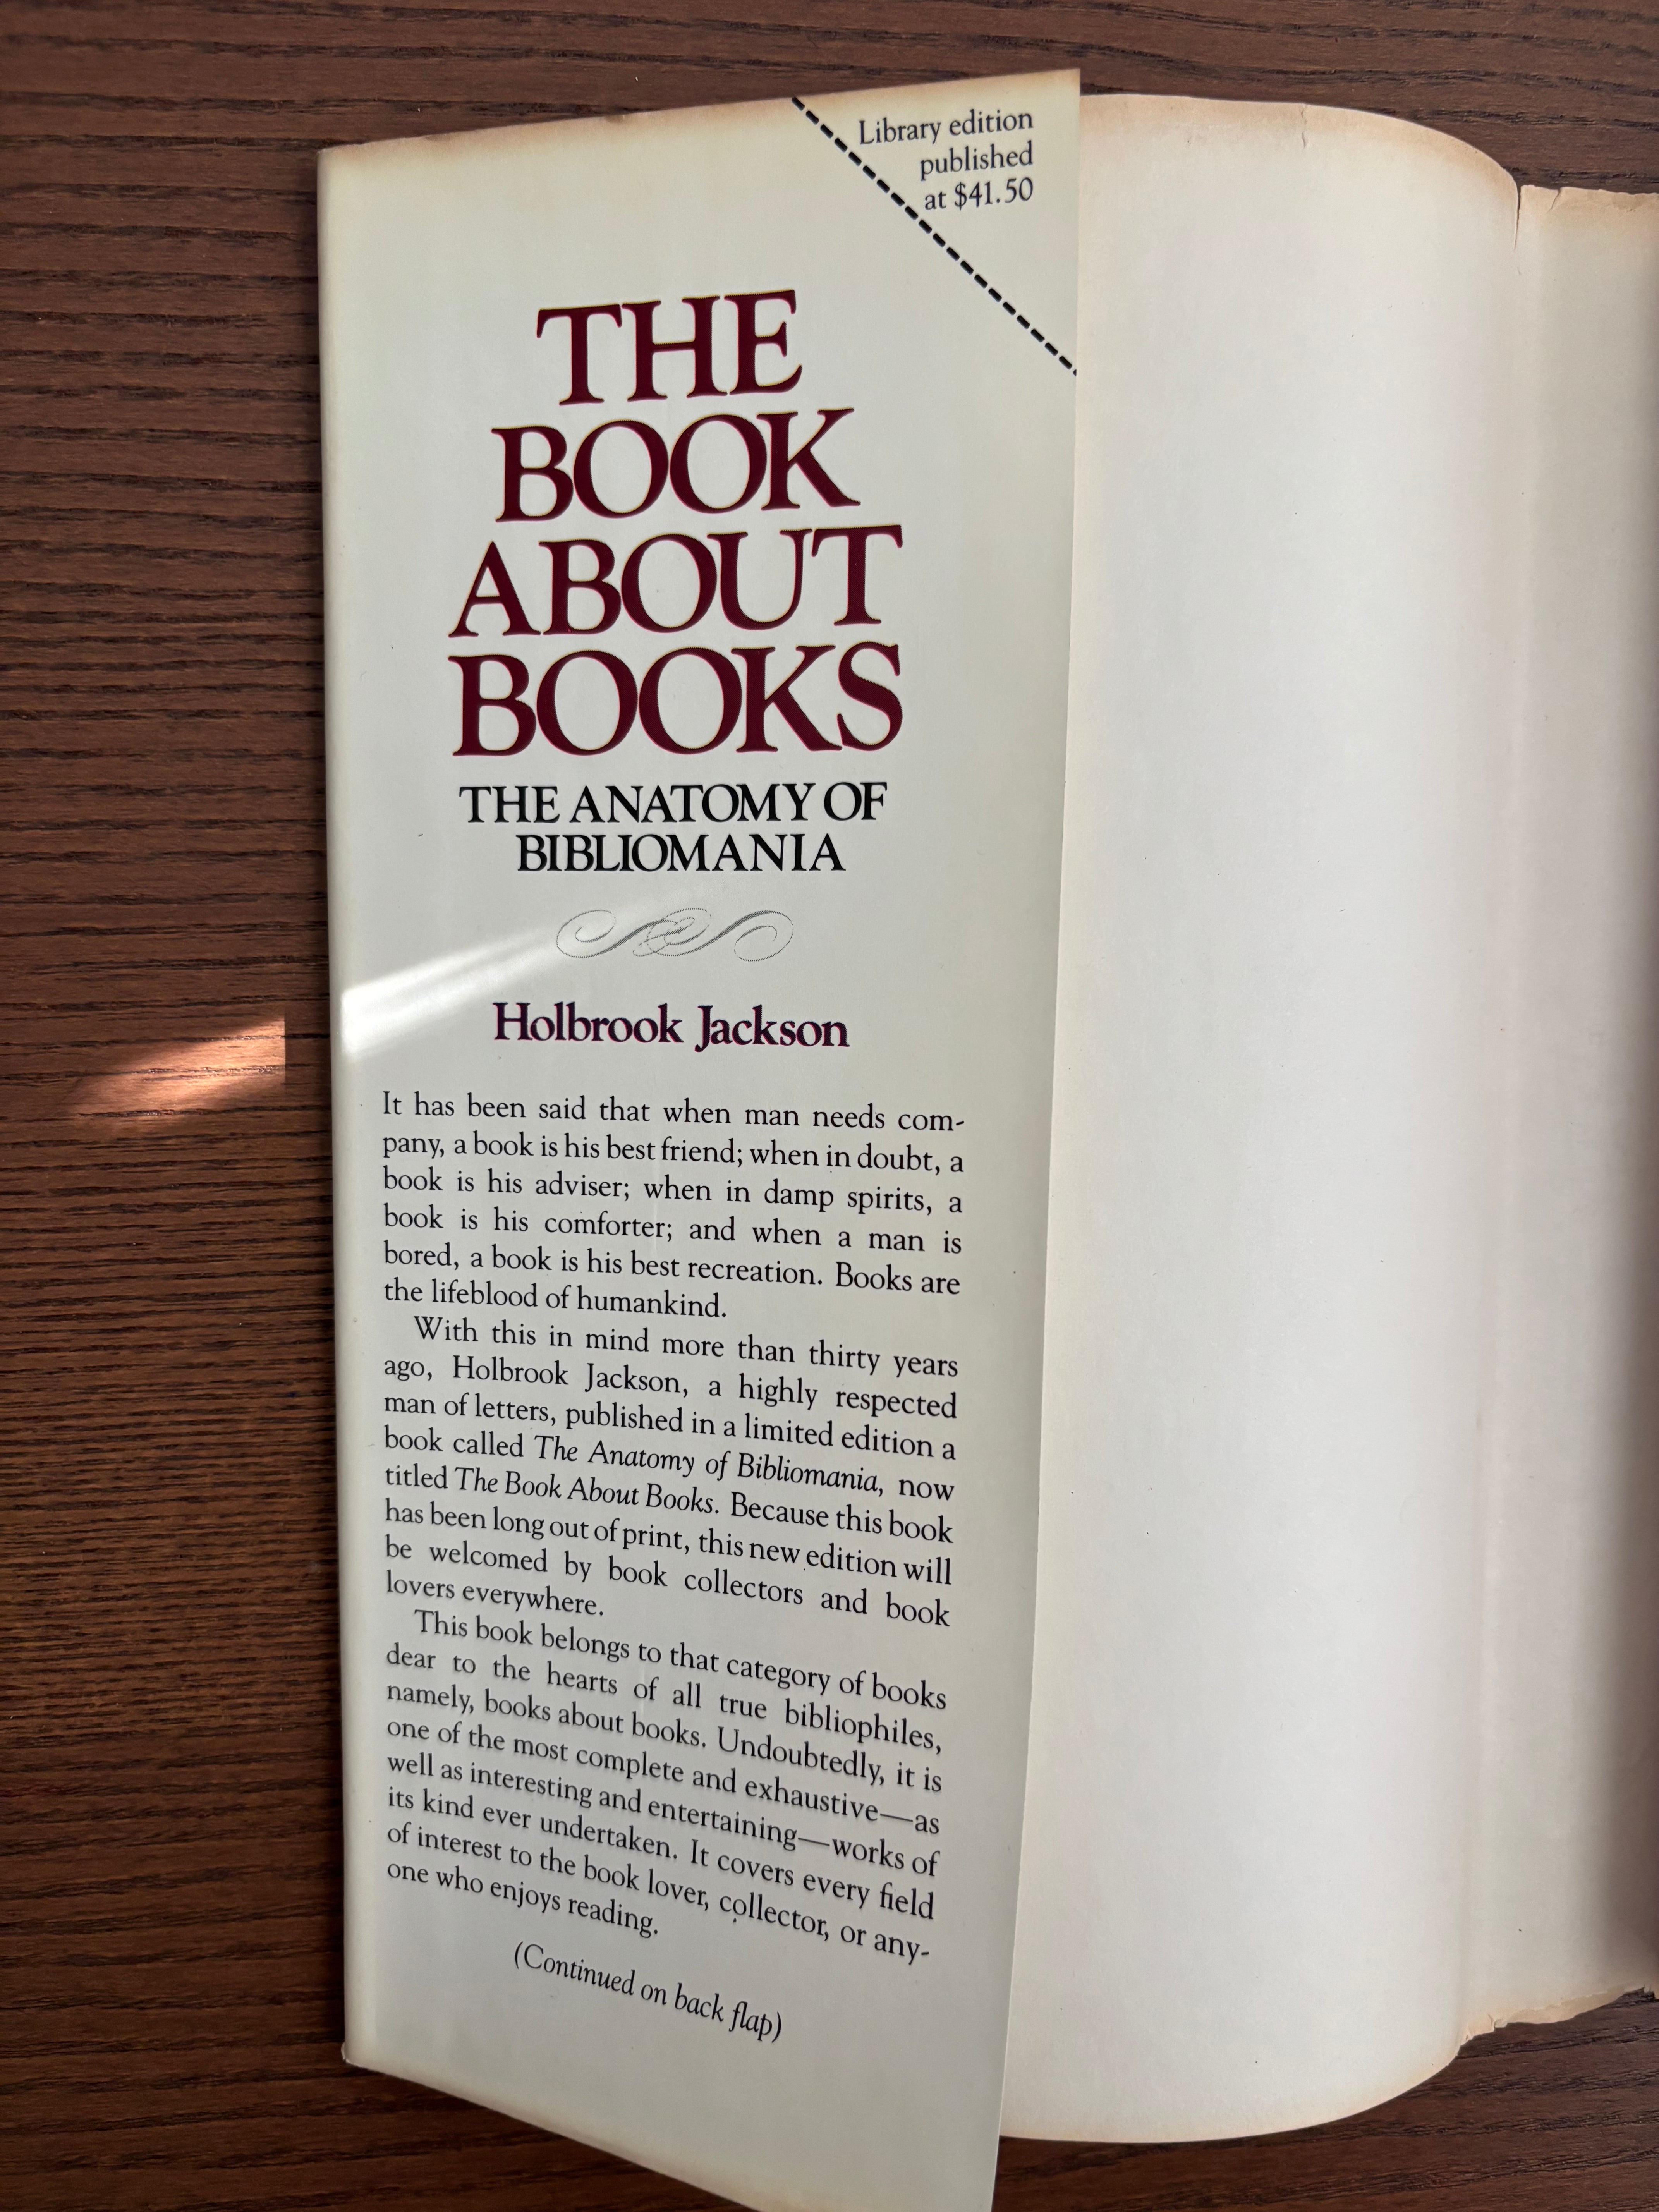 Library edition
published
at $41.50
THE
BOOK
ABOUT
BOOKS
THE ANATOMY OF
BIBLIOMANIA
Holbrook Jackson
It has been said that when man needs com-
pany, a book is his best friend; when in doubt, a
book is his adviser; when in damp spirits, a
book is his comforter; and when a man is
bored, a book is his best recreation. Books are
the lifeblood of humankind.
With this in mind more than thirty years
ago, Holbrook Jackson, a highly respected
man of letters, published in a limited edition a
book called The Anatomy of Bibliomania, now
titled The Book About Books. Because this book
has been long out of print, this new edition will
be welcomed by book collectors and book
lovers everywhere.
This book belongs to that category of books
dear to the hearts of all true bibliophiles,
namely, books about books. Undoubtedly, it is
one of the most complete and exhaustive—as
well as interesting and entertaining—works of
its kind ever undertaken. It covers every field
of interest to the book lover, collector, or any-
one who enjoys reading.
(Continued on back flap)